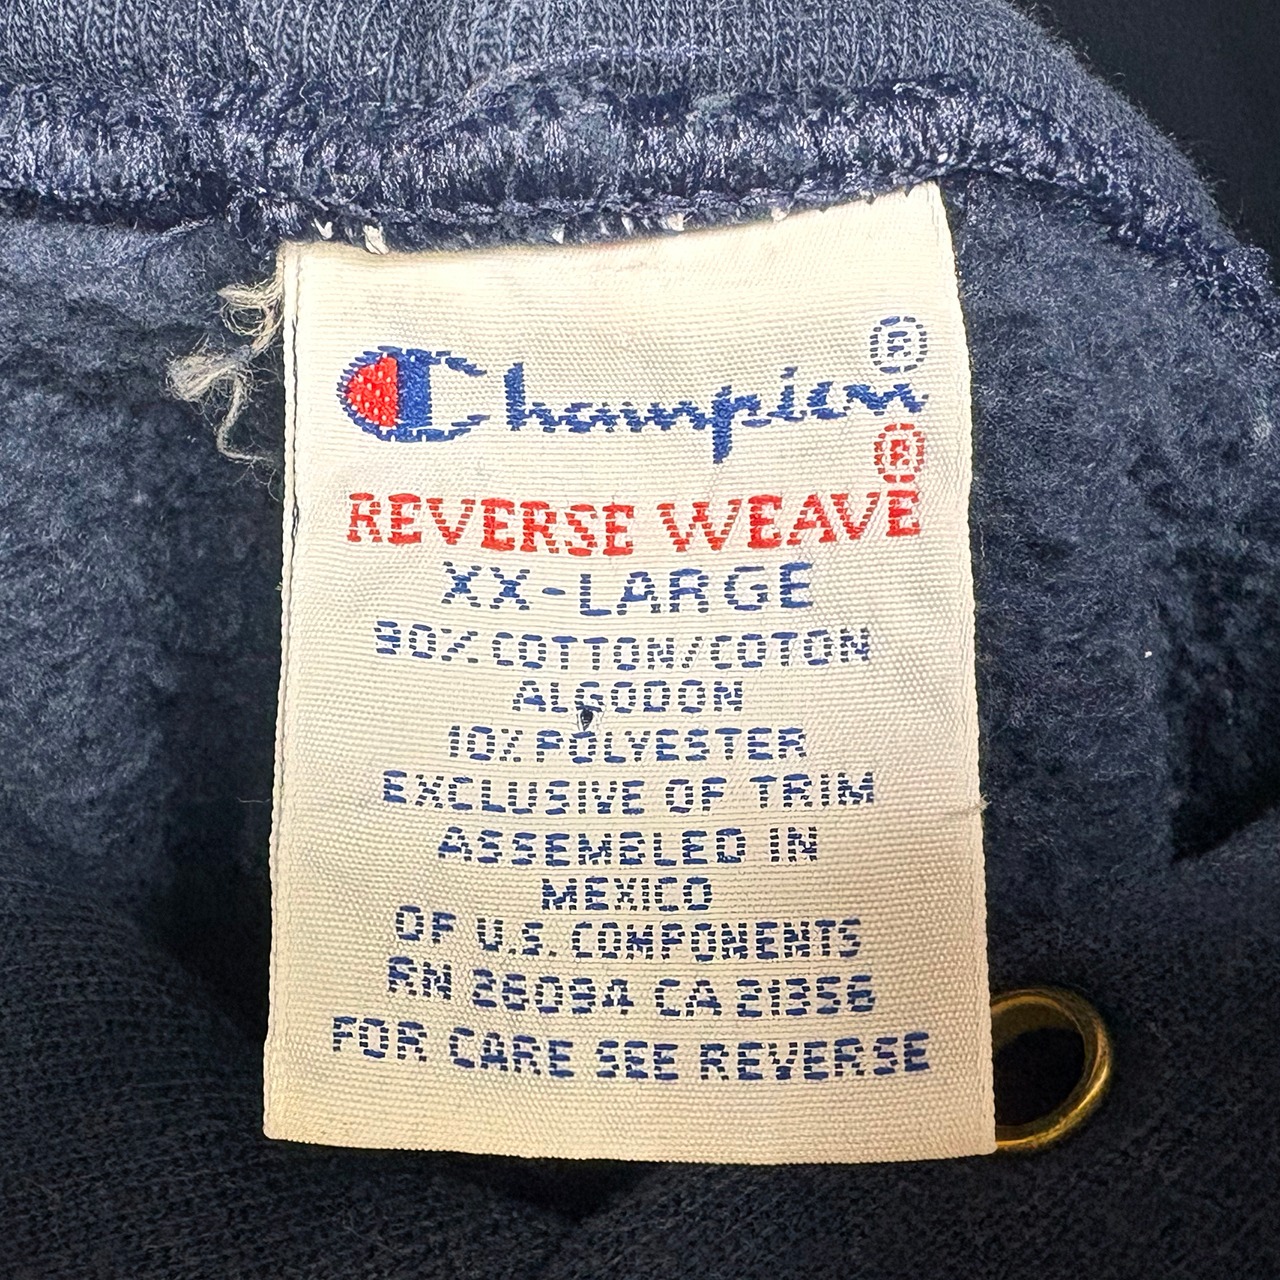 Champion®
®
REVERSE WEAVE
XX-LARGE
90% COTTON/COTON
ALGODON
10% POLYESTER
EXCLUSIVE OF TRIM
ASSEMBLED IN
MEXICO
OF U.S. COMPONENTS
RN 26094 CA 21356
FOR CARE SEE REVERSE